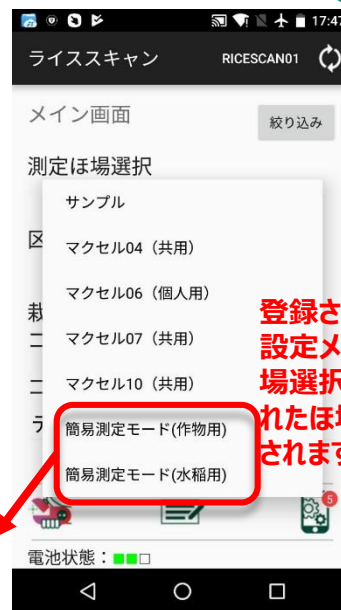 17:47
ライススキャン
RICESCAN01
メイン画面
絞り込み
測定ほ場選択
サンプル
区
マクセル04（共用）
マクセル06（個人用）
栽
登録さ
マクセル07（共用）
設定メ
マクセル10（共用）
場選択
簡易測定モード(作物用)
れたほ場
簡易測定モード(水稲用)
されます
5
電池状態：